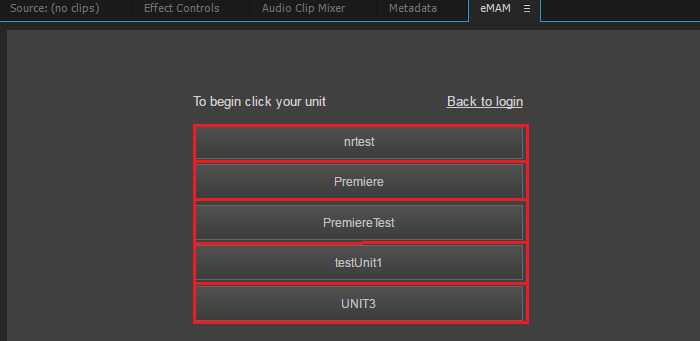 Source: (no clips) Effect Controls Audio Clip Mixer Metadata eMAM
To begin click your unit Back to login
nrtest
Premiere
PremiereTest
testUnit1
UNIT3